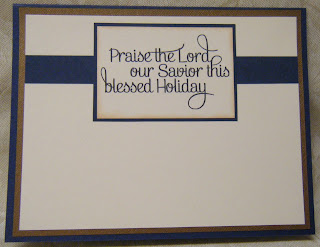 Praise the Lord
our Savior this
blessed Holiday